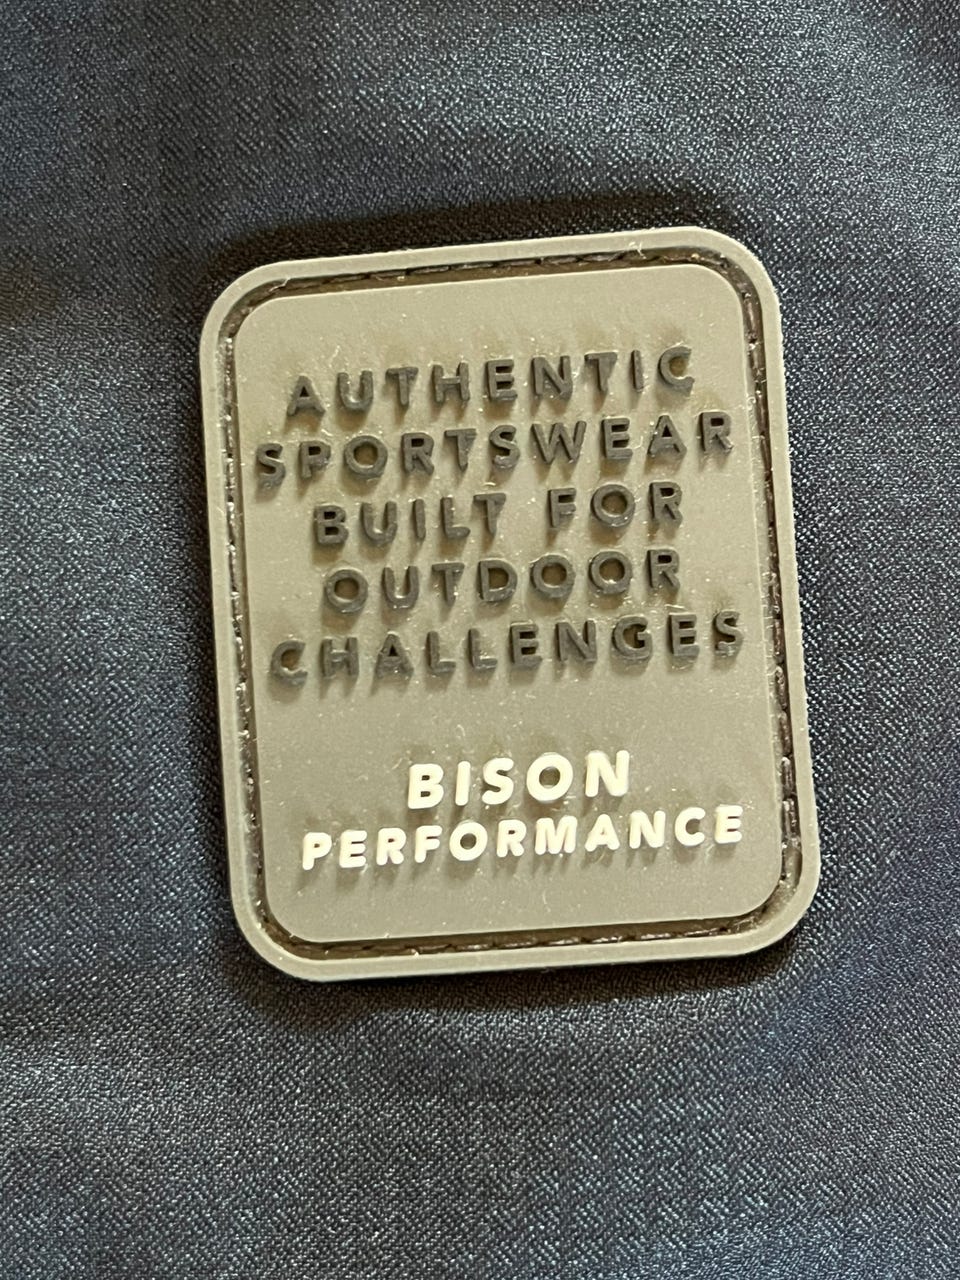 AUTHENTIC
SPORTSWEAR
BUILT FOR
OUTDOOR
CHALLENGES
BISON
PERFORMANCE